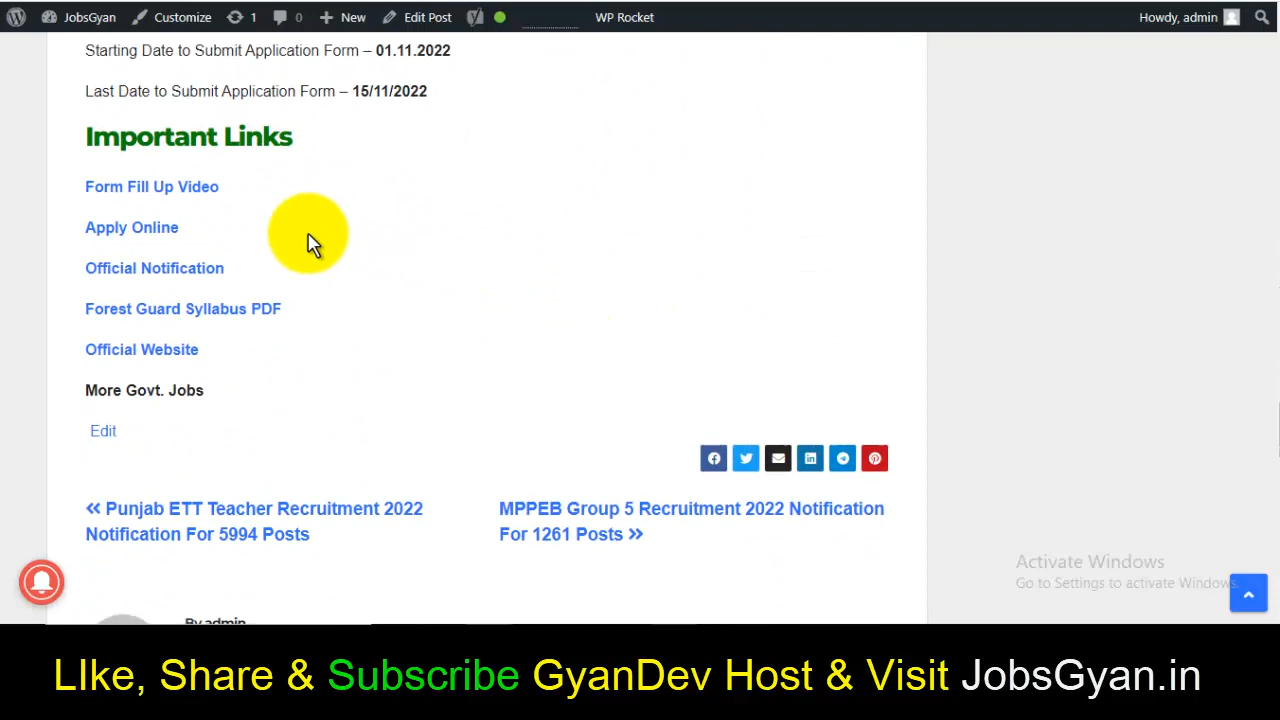 JobsGyan Customize 1 0 New Edit Post WP Rocket Howdy, admin
Starting Date to Submit Application Form – 01.11.2022
Last Date to Submit Application Form – 15/11/2022
Important Links
Form Fill Up Video
Apply Online
Official Notification
Forest Guard Syllabus PDF
Official Website
More Govt. Jobs
Edit
« Punjab ETT Teacher Recruitment 2022
Notification For 5994 Posts
MPPEB Group 5 Recruitment 2022 Notification
For 1261 Posts »
Activate Windows
Go to Settings to activate Windows.
By admin
LIke, Share & Subscribe GyanDev Host & Visit JobsGyan.in